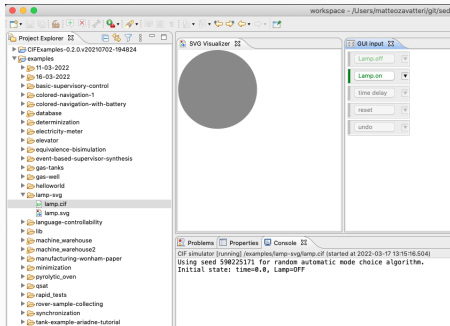 workspace - /Users/matteozavatteri/git/sed
Project Explorer
CIFExamples-0.2.0.v20210702-194824
examples
11-03-2022
16-03-2022
basic-supervisory-control
colored-navigation-1
colored-navigation-with-battery
database
determinization
electricity-meter
elevator
equivalence-bisimulation
event-based-supervisor-synthesis
gas-tanks
gas-well
helloworld
lamp-svg
lamp.cif
lamp.svg
language-controllability
lib
machine_warehouse
machine_warehouse2
manufacturing-wonham-paper
minimization
pyrolytic_oven
qsat
rapid_tests
rover-sample-collecting
synchronization
tank-example-ariadne-tutorial
SVG Visualizer
GUI input
Lamp.off
Lamp.on
time delay
reset
undo
Problems
Properties
Console
CIF simulator [running] /examples/lamp-svg/lamp.cif (started at 2022-03-17 13:15:16.504)
Using seed 590225171 for random automatic mode choice algorithm.
Initial state: time=0.0, Lamp=OFF